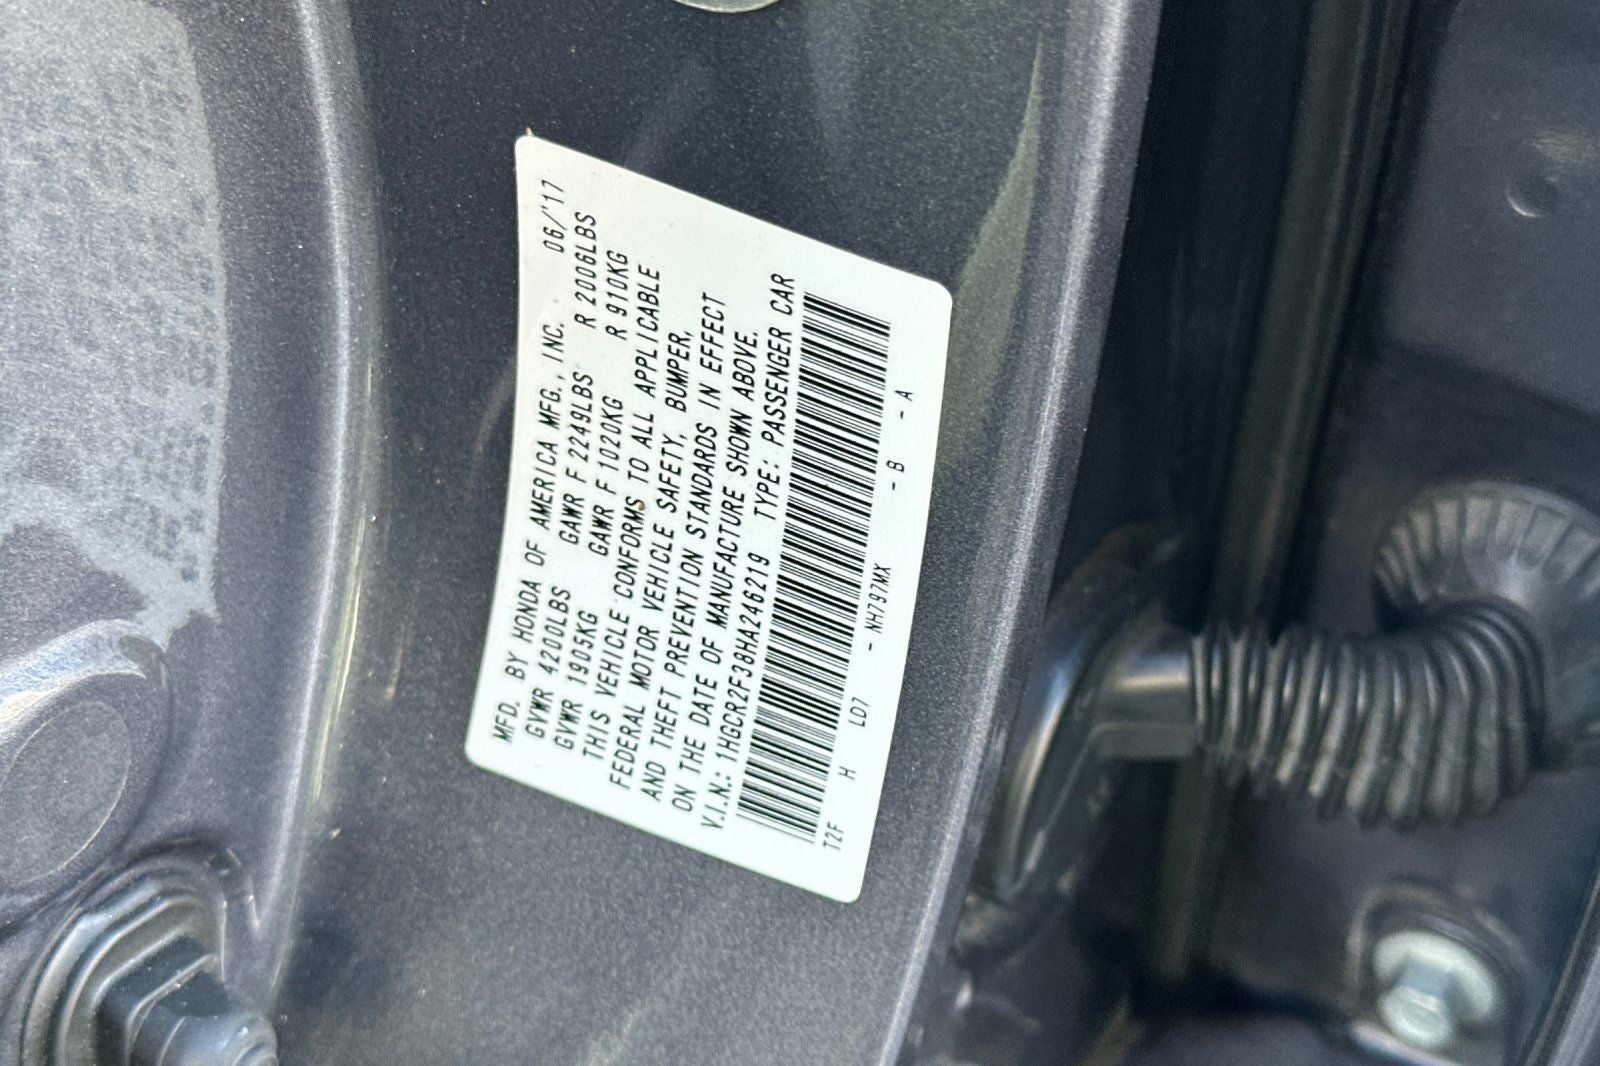 MFD. BY HONDA OF AMERICA MFG., INC. 06/'17
GVWR 4200LBS GAWR F 2249LBS R 2006LBS
GVWR 1905KG GAWR F 1020KG R 910KG
THIS VEHICLE CONFORMS TO ALL APPLICABLE
FEDERAL MOTOR VEHICLE SAFETY, BUMPER,
AND THEFT PREVENTION STANDARDS IN EFFECT
ON THE DATE OF MANUFACTURE SHOWN ABOVE.
V.I.N.: 1HGCR2F38HA246219 TYPE: PASSENGER CAR
T2F H LD7 - NH797MX - B - A